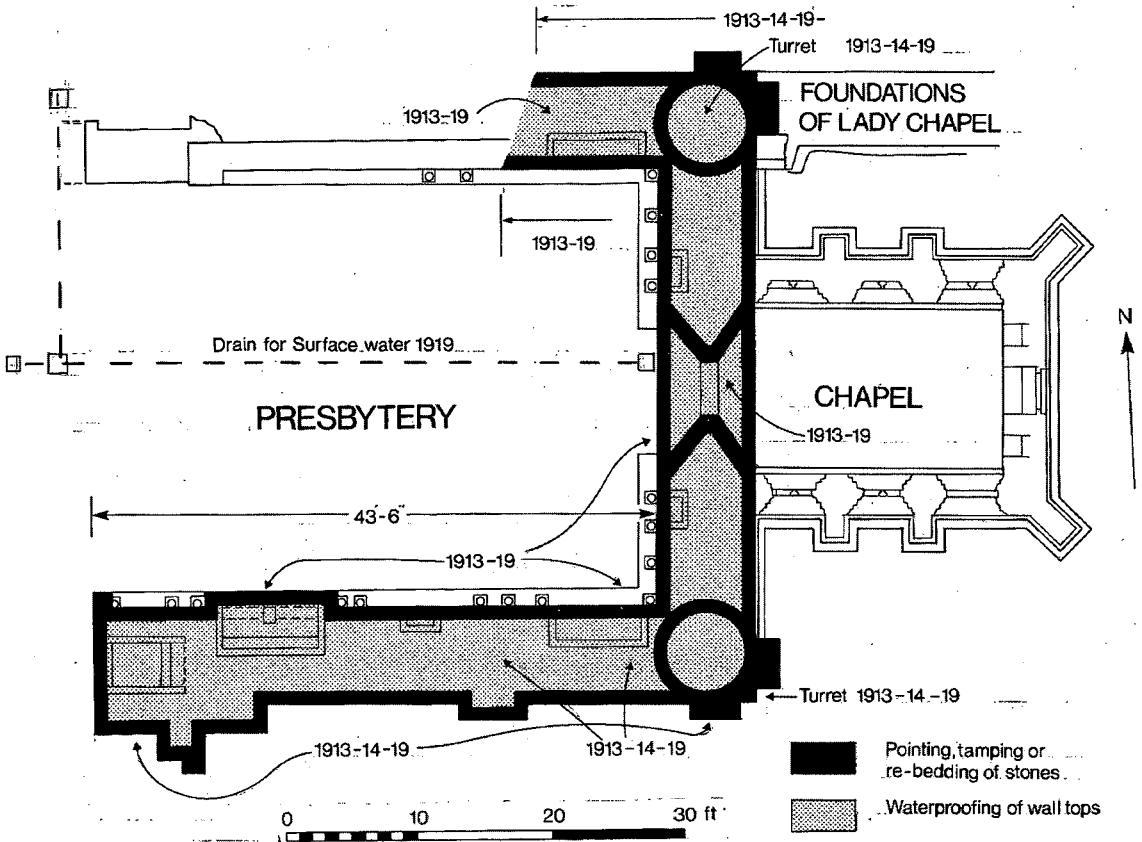 1913-14-19-
Turret 1913-14-19
FOUNDATIONS
OF LADY CHAPEL
1913-19
1913-19
N
Drain for Surface water 1919
PRESBYTERY
CHAPEL
1913-19
43-6"
1913-19
Turret 1913-14-19
1913-14-19
1913-14-19
Pointing, tamping or
re-bedding of stones
Waterproofing of wall tops
0 10 20 30 ft